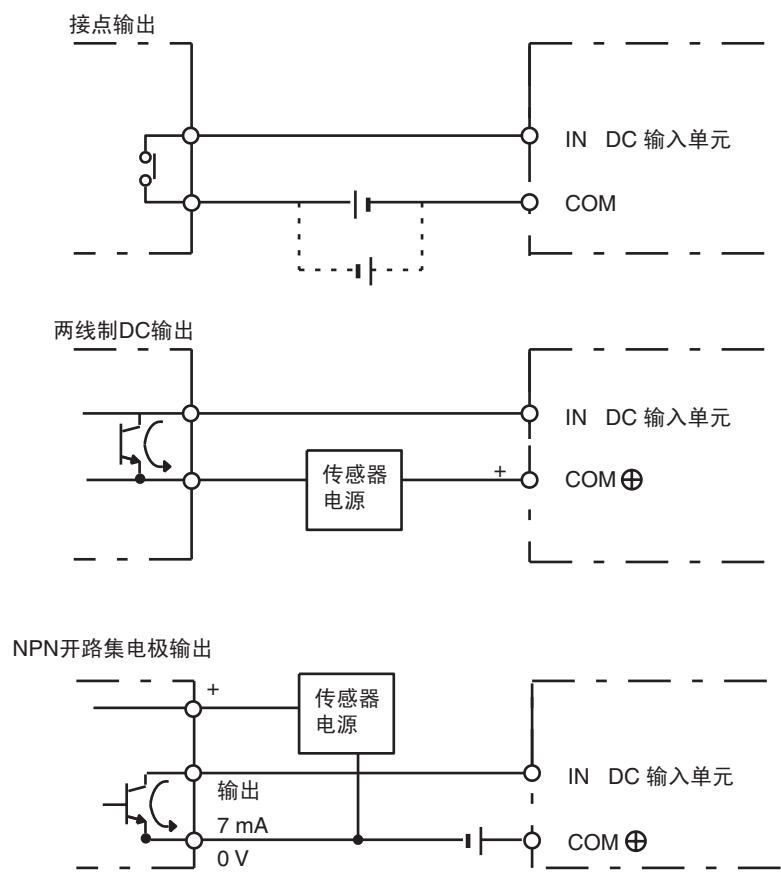 接点输出
IN DC 输入单元
COM
两线制DC输出
IN DC 输入单元
传感器
电源
+
COM ⊕
NPN开路集电极输出
+
传感器
电源
IN DC 输入单元
输出
7 mA
0 V
COM ⊕